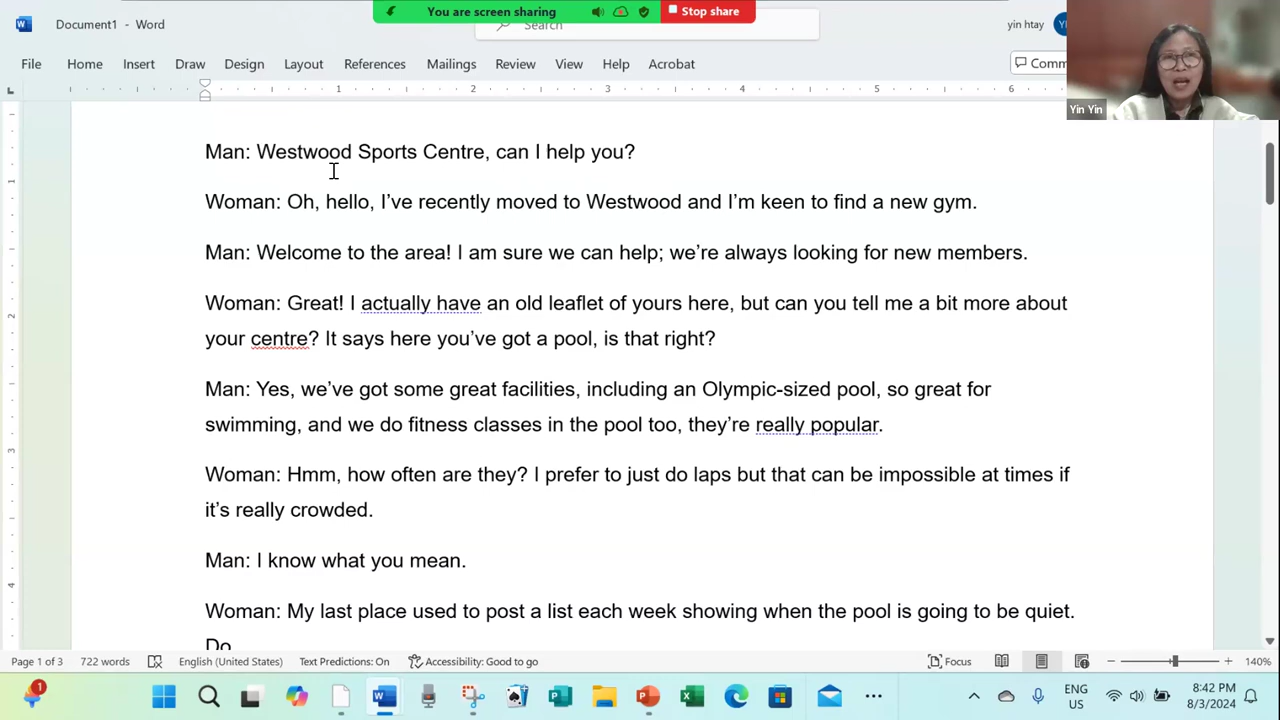 You are screen sharing
Stop share
Document1 - Word
Search
yin htay
File Home Insert Draw Design Layout References Mailings Review View Help Acrobat
Yin Yin
1 2 3 4 5 6
Man: Westwood Sports Centre, can I help you?
Woman: Oh, hello, I’ve recently moved to Westwood and I’m keen to find a new gym.
Man: Welcome to the area! I am sure we can help; we’re always looking for new members.
Woman: Great! I actually have an old leaflet of yours here, but can you tell me a bit more about
your centre? It says here you’ve got a pool, is that right?
Man: Yes, we’ve got some great facilities, including an Olympic-sized pool, so great for
swimming, and we do fitness classes in the pool too, they’re really popular.
Woman: Hmm, how often are they? I prefer to just do laps but that can be impossible at times if
it’s really crowded.
Man: I know what you mean.
Woman: My last place used to post a list each week showing when the pool is going to be quiet.
Do
Page 1 of 3 722 words English (United States) Text Predictions: On Accessibility: Good to go Focus 140%
1
ENG
US
8:42 PM
8/3/2024